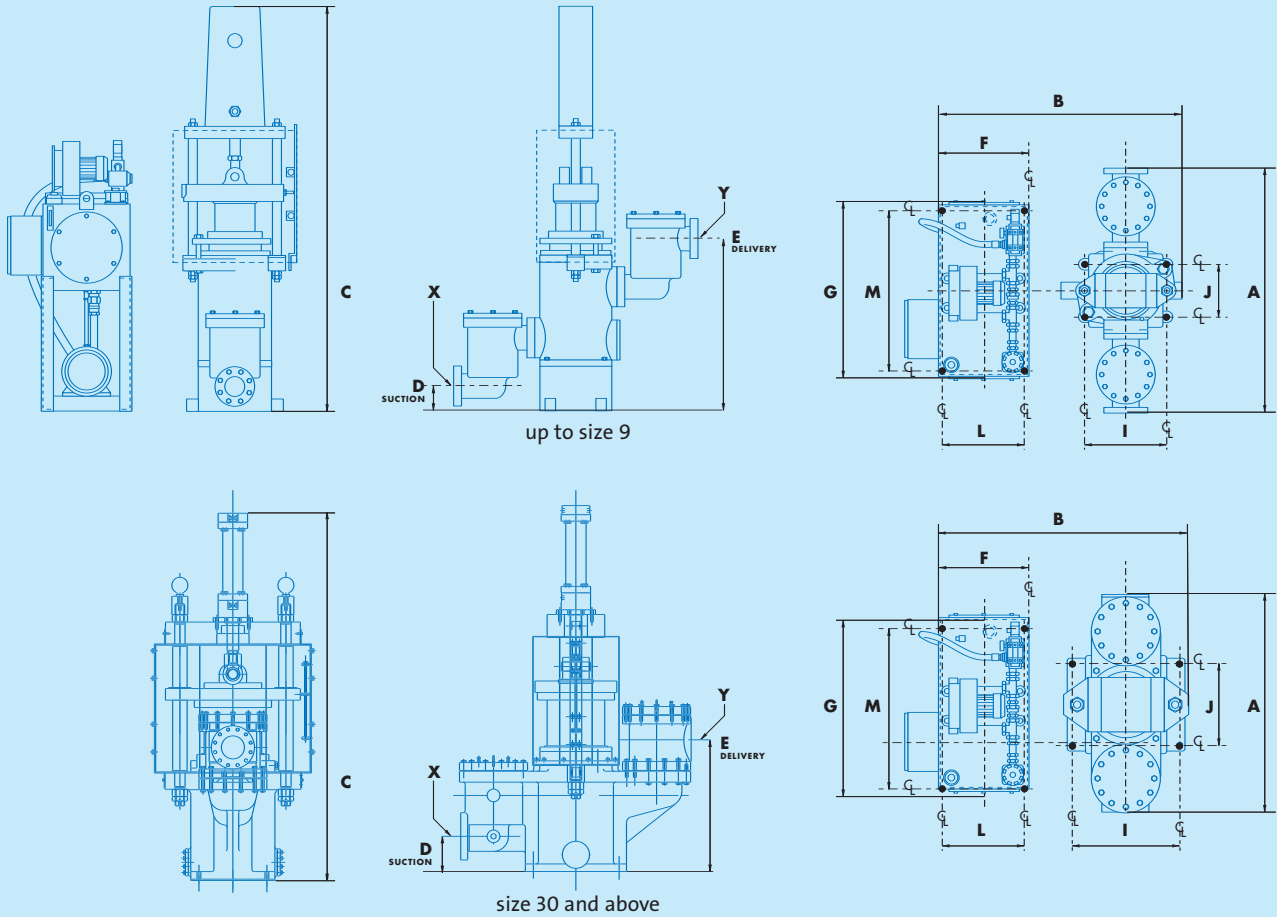 C
X
D
SUCTION
Y
E
DELIVERY
up to size 9
B
F
℄
℄
G
M
℄
J
A
℄
℄
℄
℄
℄
℄
L
I
C
X
D
SUCTION
Y
E
DELIVERY
size 30 and above
B
F
℄
℄
G
M
℄
J
A
℄
℄
℄
℄
℄
℄
L
I